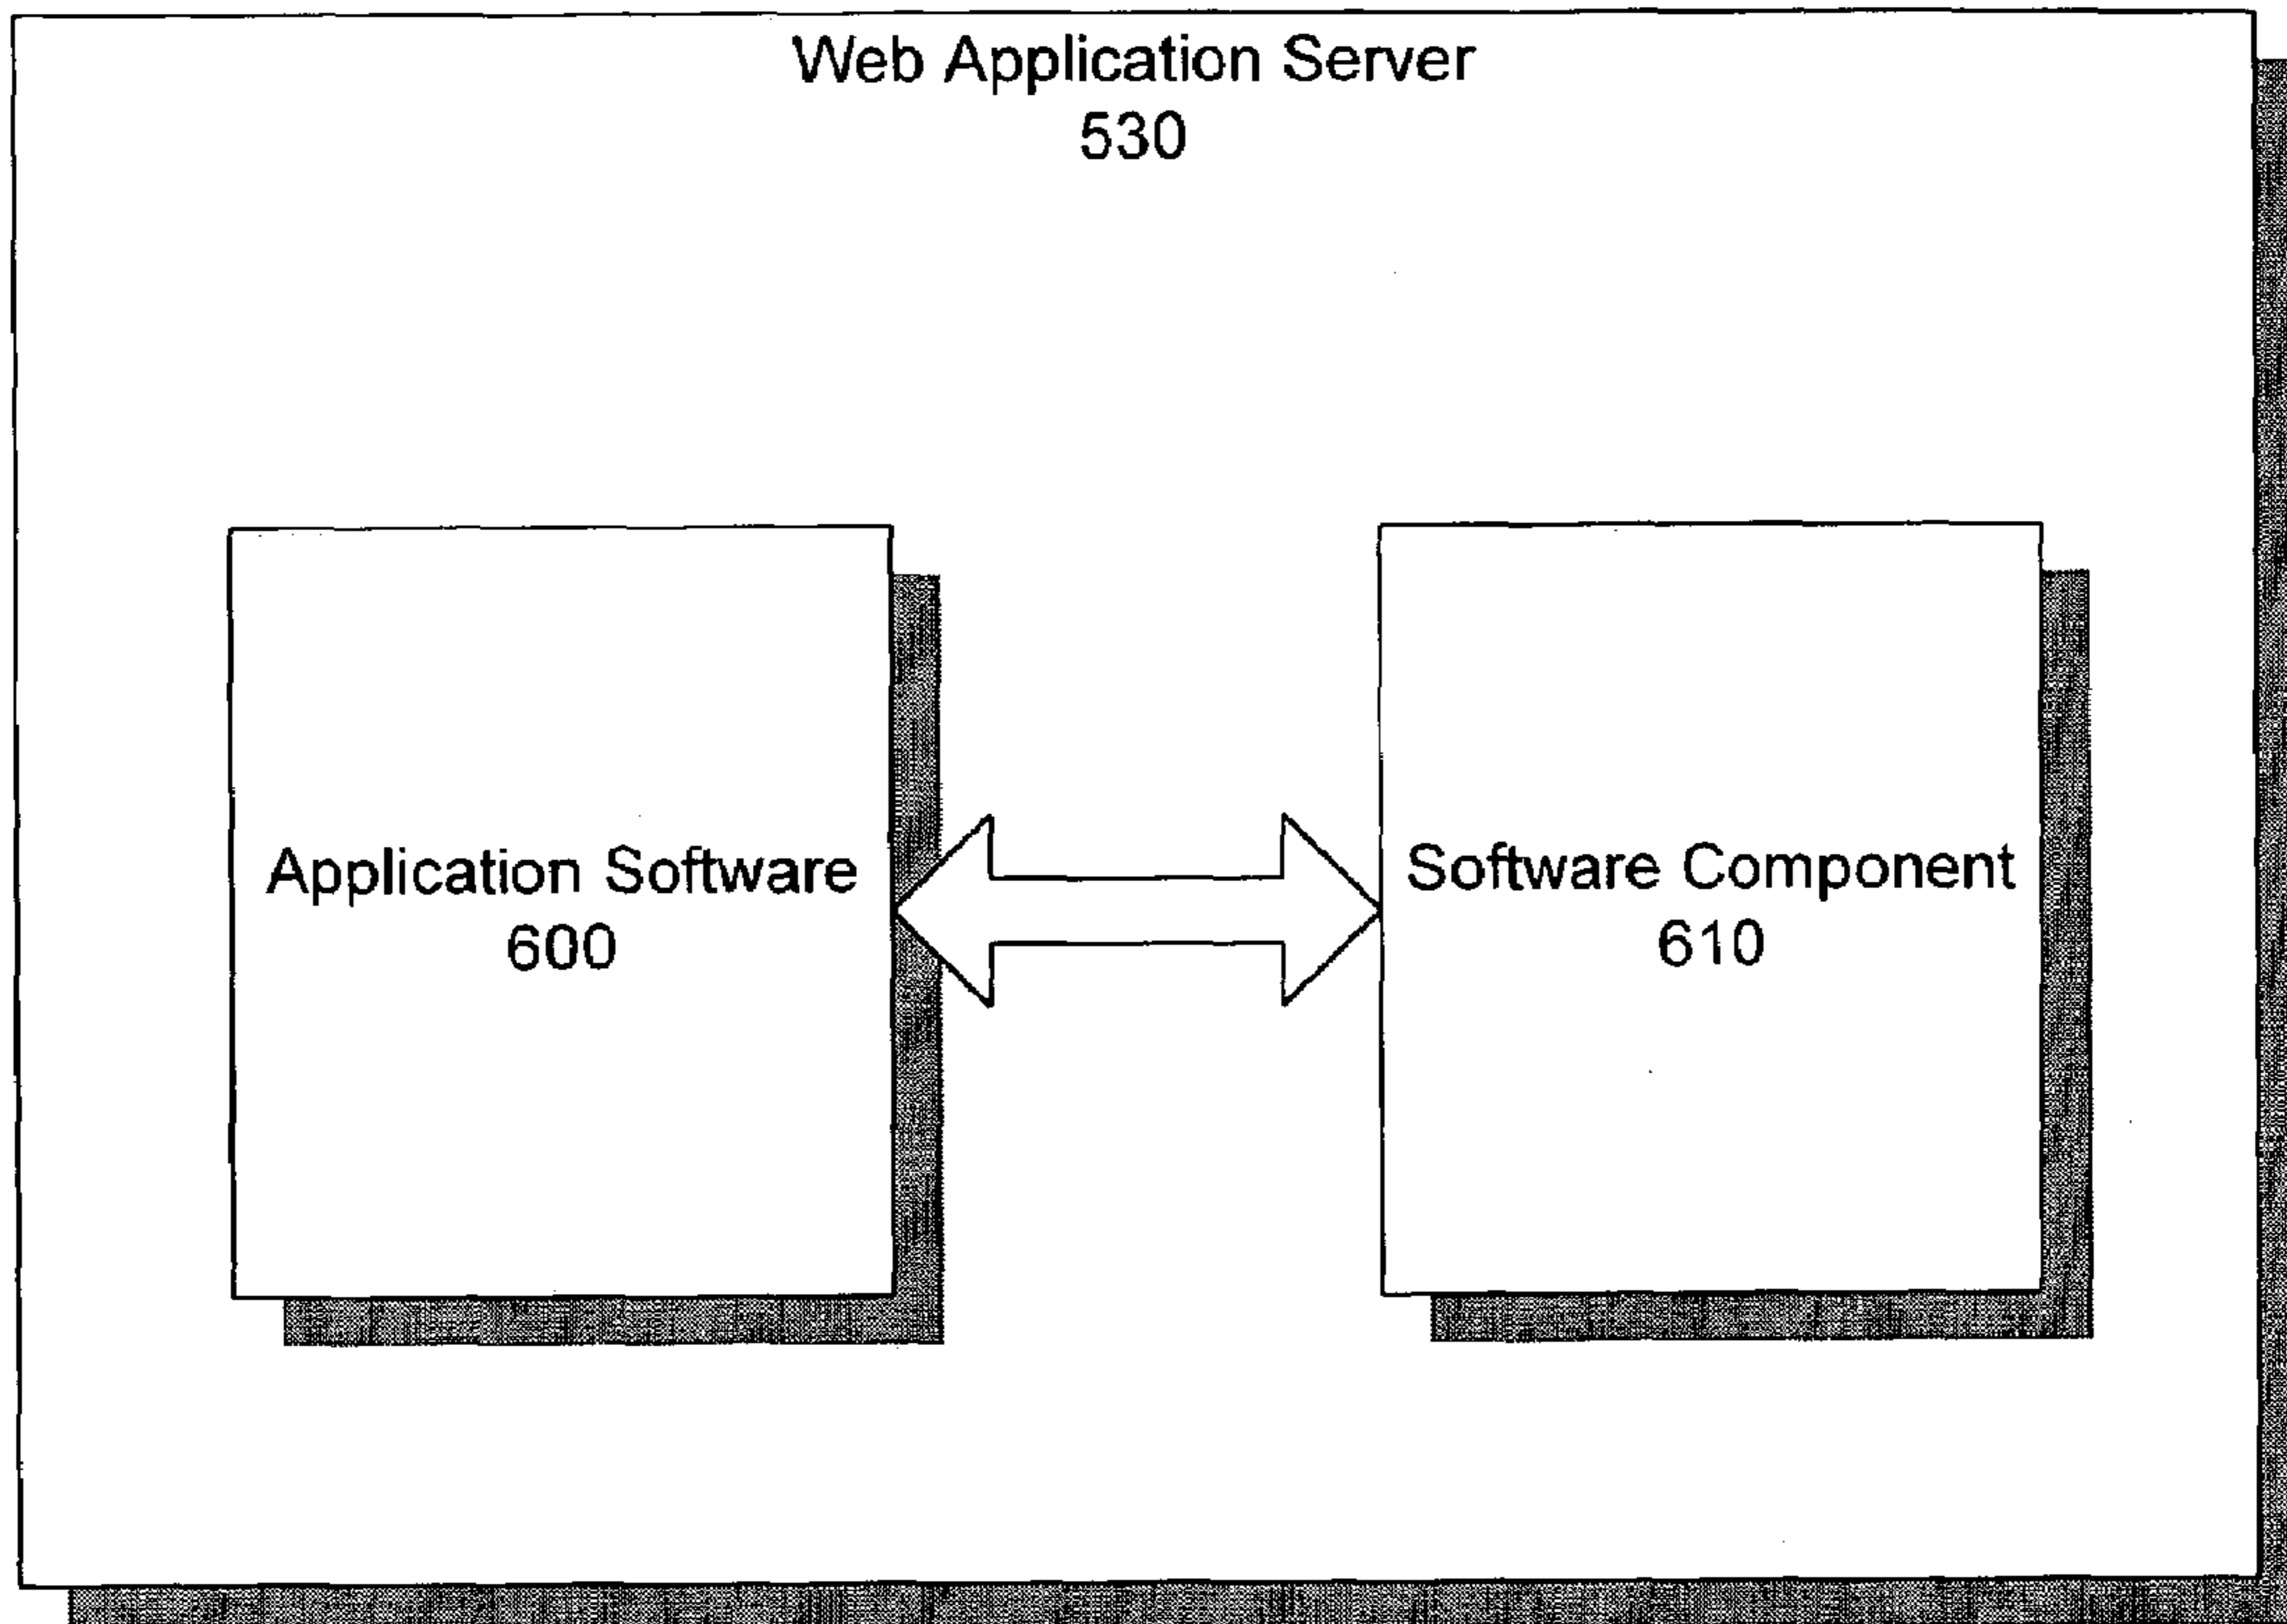 Web Application Server
530
Application Software
600
Software Component
610